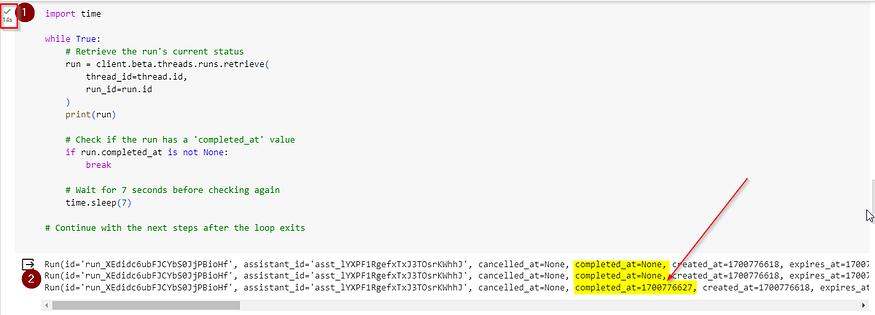 1
14s
import time
while True:
# Retrieve the run's current status
run = client.beta.threads.runs.retrieve(
thread_id=thread.id,
run_id=run.id
)
print(run)
# Check if the run has a 'completed_at' value
if run.completed_at is not None:
break
# Wait for 7 seconds before checking again
time.sleep(7)
# Continue with the next steps after the loop exits
2
Run(id='run_XEdidc6ubFJCYbS0JjPBioHf', assistant_id='asst_lYXPF1RgefxTxJ3TOsrKWhhJ', cancelled_at=None, completed_at=None, created_at=1700776618, expires_at=17007
Run(id='run_XEdidc6ubFJCYbS0JjPBioHf', assistant_id='asst_lYXPF1RgefxTxJ3TOsrKWhhJ', cancelled_at=None, completed_at=None, created_at=1700776618, expires_at=17007
Run(id='run_XEdidc6ubFJCYbS0JjPBioHf', assistant_id='asst_lYXPF1RgefxTxJ3TOsrKWhhJ', cancelled_at=None, completed_at=1700776627, created_at=1700776618, expires_at